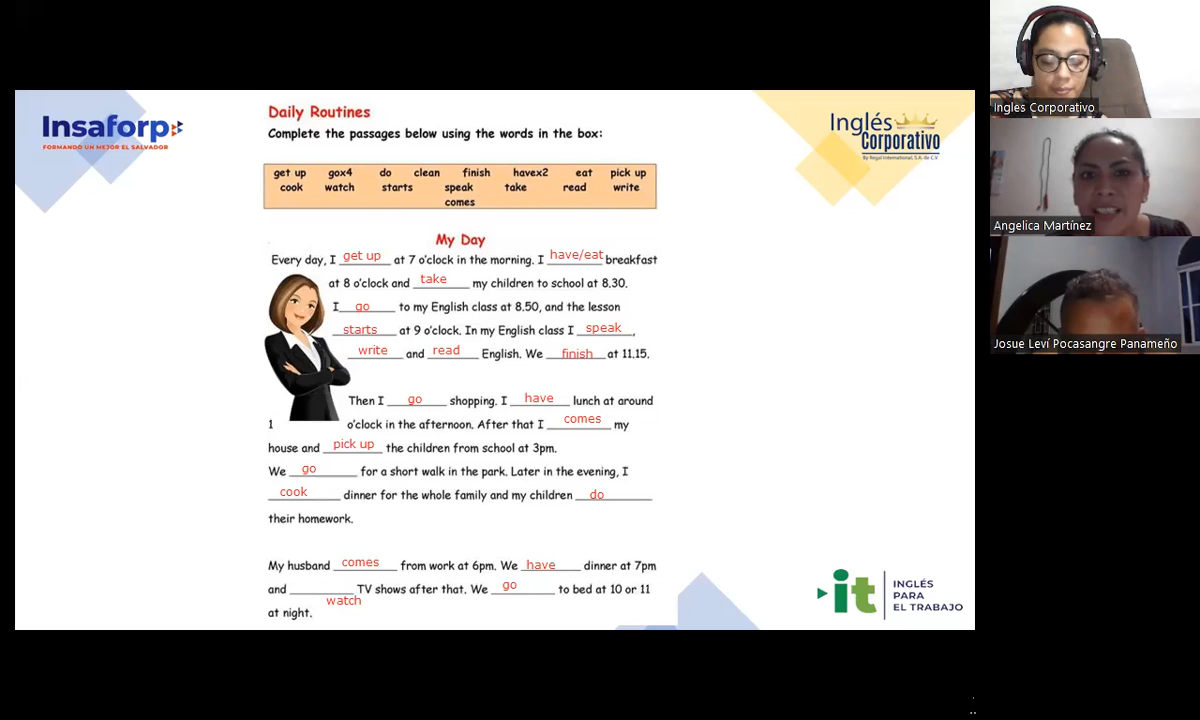 Insaforp
FORMANDO UN MEJOR EL SALVADOR
Inglés
Corporativo
By Regal International, S.A. de C.V
Daily Routines
Complete the passages below using the words in the box:
get up gox4 do clean finish havex2 eat pick up
cook watch starts speak take read write
comes
My Day
Every day, I get up at 7 o'clock in the morning. I have/eat breakfast
at 8 o'clock and take my children to school at 8.30.
I go to my English class at 8.50, and the lesson
starts at 9 o'clock. In my English class I speak,
write and read English. We finish at 11.15.
Then I go shopping. I have lunch at around
1 o'clock in the afternoon. After that I comes my
house and pick up the children from school at 3pm.
We go for a short walk in the park. Later in the evening, I
cook dinner for the whole family and my children do
their homework.
My husband comes from work at 6pm. We have dinner at 7pm
and ________ TV shows after that. We go to bed at 10 or 11
watch
at night.
it
INGLÉS
PARA
EL TRABAJO
Ingles Corporativo
Angelica Martínez
Josue Leví Pocasangre Panameño